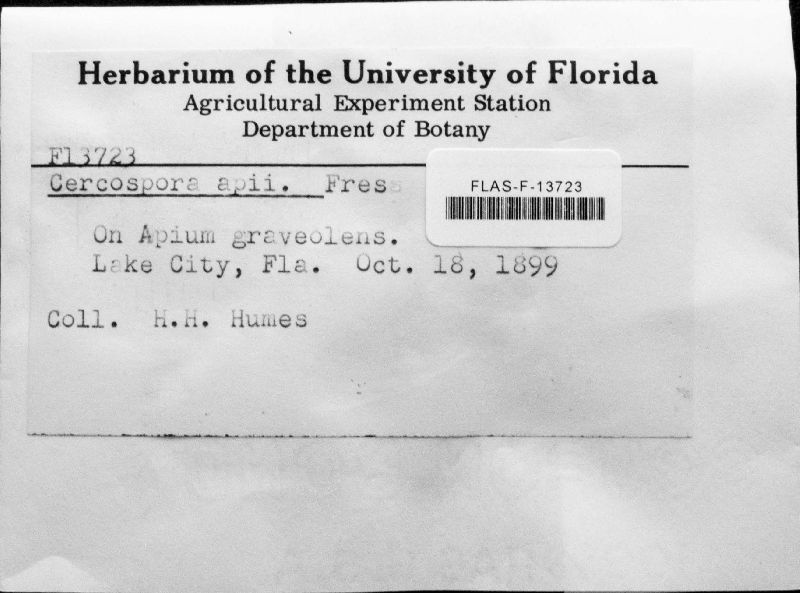 Herbarium of the University of Florida
Agricultural Experiment Station
Department of Botany
F13723
Cercospora apii. Fres
FLAS-F-13723
On Apium graveolens.
Lake City, Fla. Oct. 18, 1899
Coll. H.H. Humes